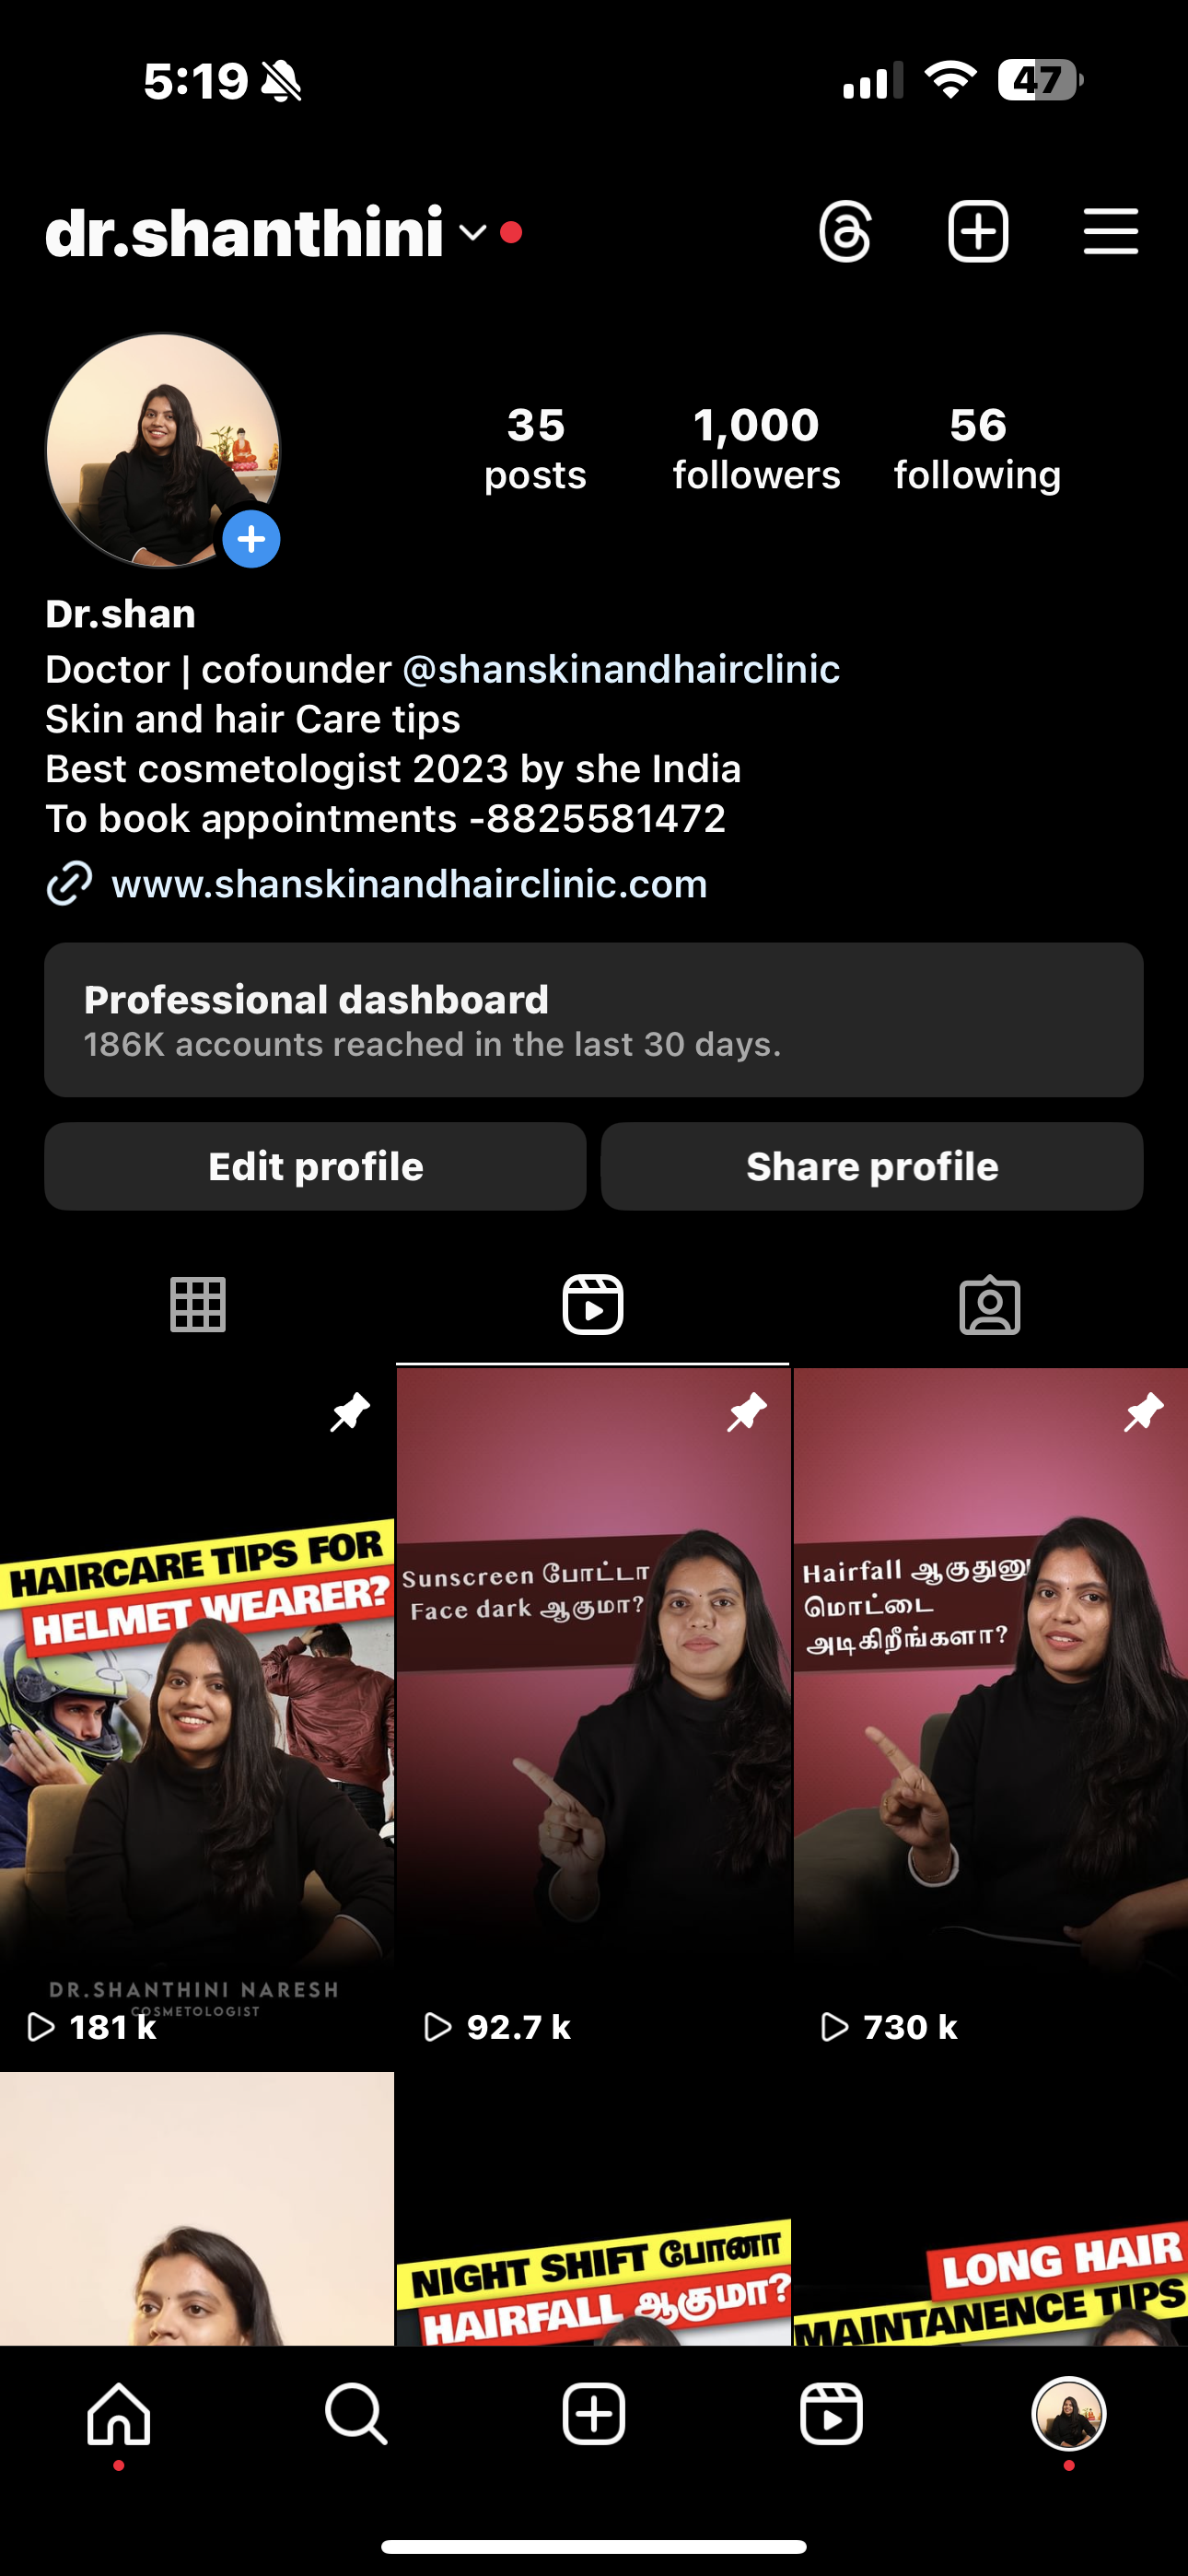 5:19
47
dr.shanthini
35
posts
1,000
followers
56
following
Dr.shan
Doctor | cofounder @shanskinandhairclinic
Skin and hair Care tips
Best cosmetologist 2023 by she India
To book appointments -8825581472
www.shanskinandhairclinic.com
Professional dashboard
186K accounts reached in the last 30 days.
Edit profile
Share profile
HAIRCARE TIPS FOR
HELMET WEARER?
DR.SHANTHINI NARESH
COSMETOLOGIST
181 k
Sunscreen போட்டா
Face dark ஆகுமா?
92.7 k
Hairfall ஆகுதுனு
மொட்டை
அடிகிறீங்களா?
730 k
NIGHT SHIFT போனா
HAIRFALL ஆகுமா?
LONG HAIR
MAINTANENCE TIPS